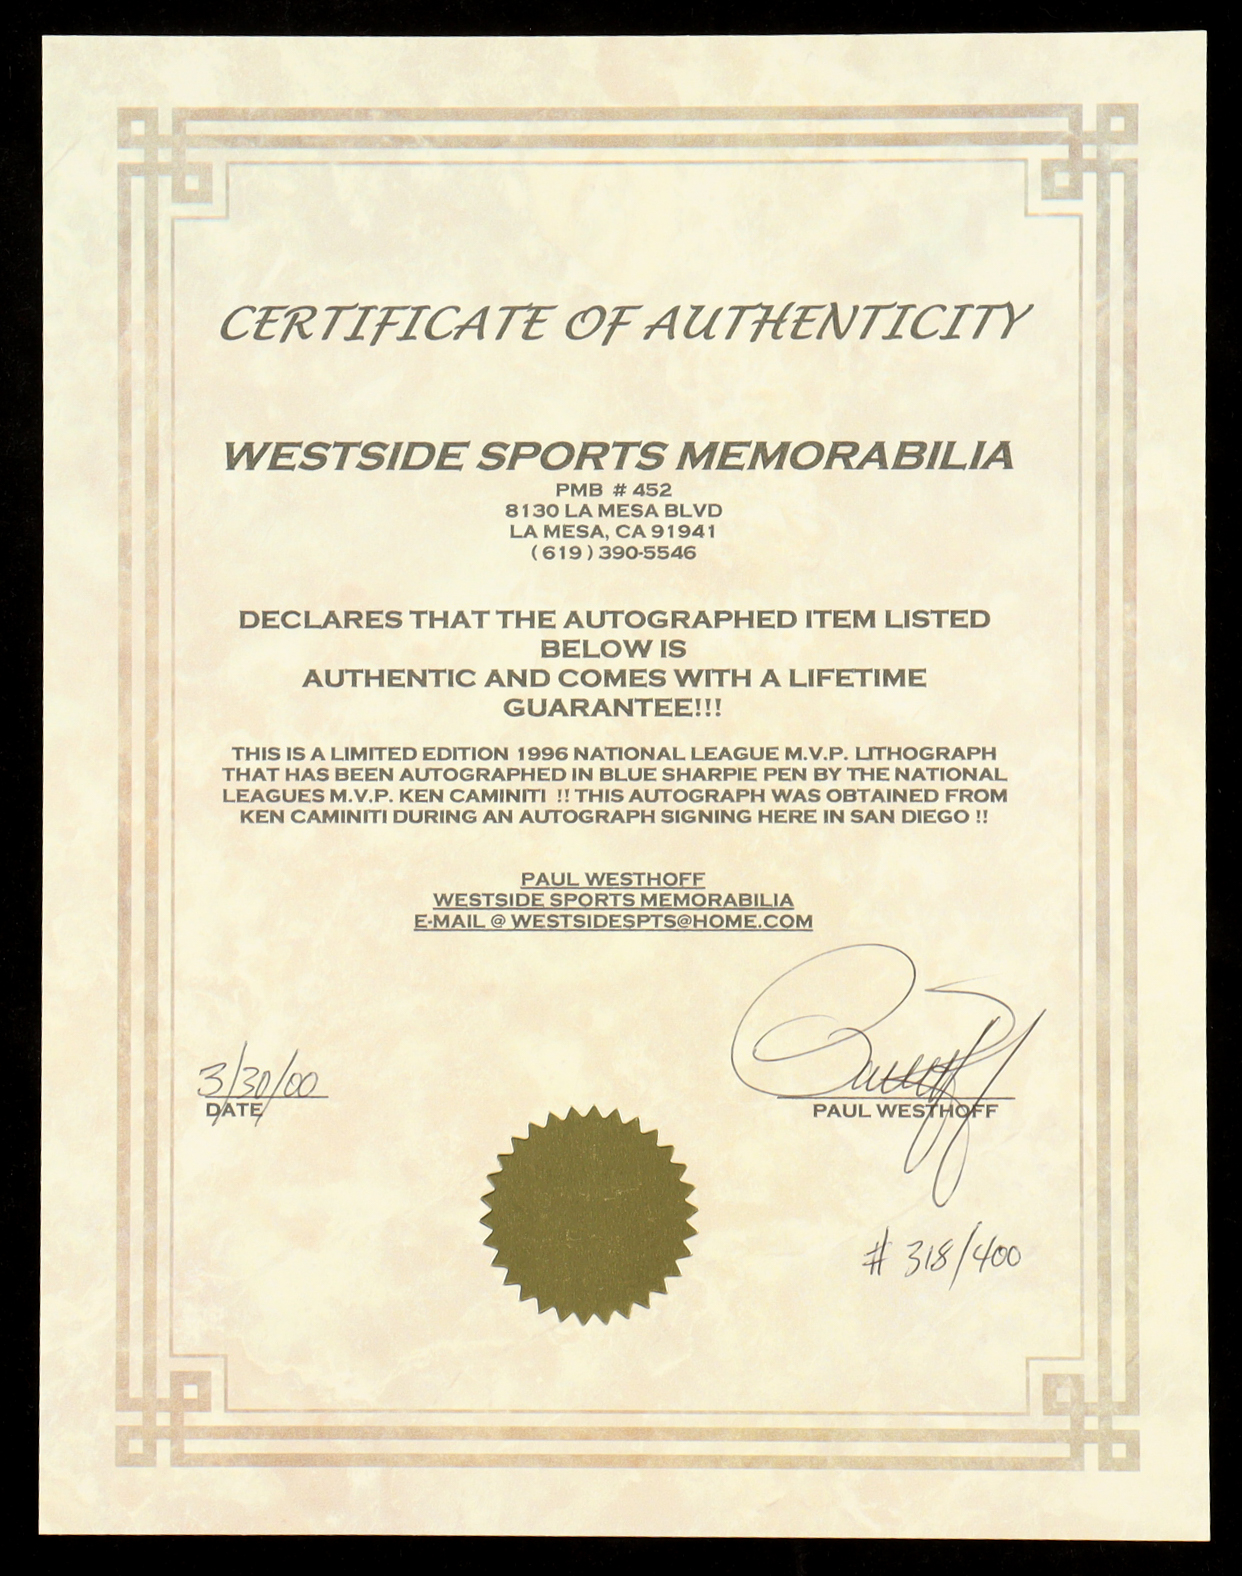 CERTIFICATE OF AUTHENTICITY
WESTSIDE SPORTS MEMORABILIA
PMB # 452
8130 LA MESA BLVD
LA MESA, CA 91941
( 619 ) 390-5546
DECLARES THAT THE AUTOGRAPHED ITEM LISTED
BELOW IS
AUTHENTIC AND COMES WITH A LIFETIME
GUARANTEE!!!
THIS IS A LIMITED EDITION 1996 NATIONAL LEAGUE M.V.P. LITHOGRAPH
THAT HAS BEEN AUTOGRAPHED IN BLUE SHARPIE PEN BY THE NATIONAL
LEAGUES M.V.P. KEN CAMINITI !! THIS AUTOGRAPH WAS OBTAINED FROM
KEN CAMINITI DURING AN AUTOGRAPH SIGNING HERE IN SAN DIEGO !!
PAUL WESTHOFF
WESTSIDE SPORTS MEMORABILIA
E-MAIL @ WESTSIDESPTS@HOME.COM
3/30/00
DATE
PAUL WESTHOFF
# 318/400